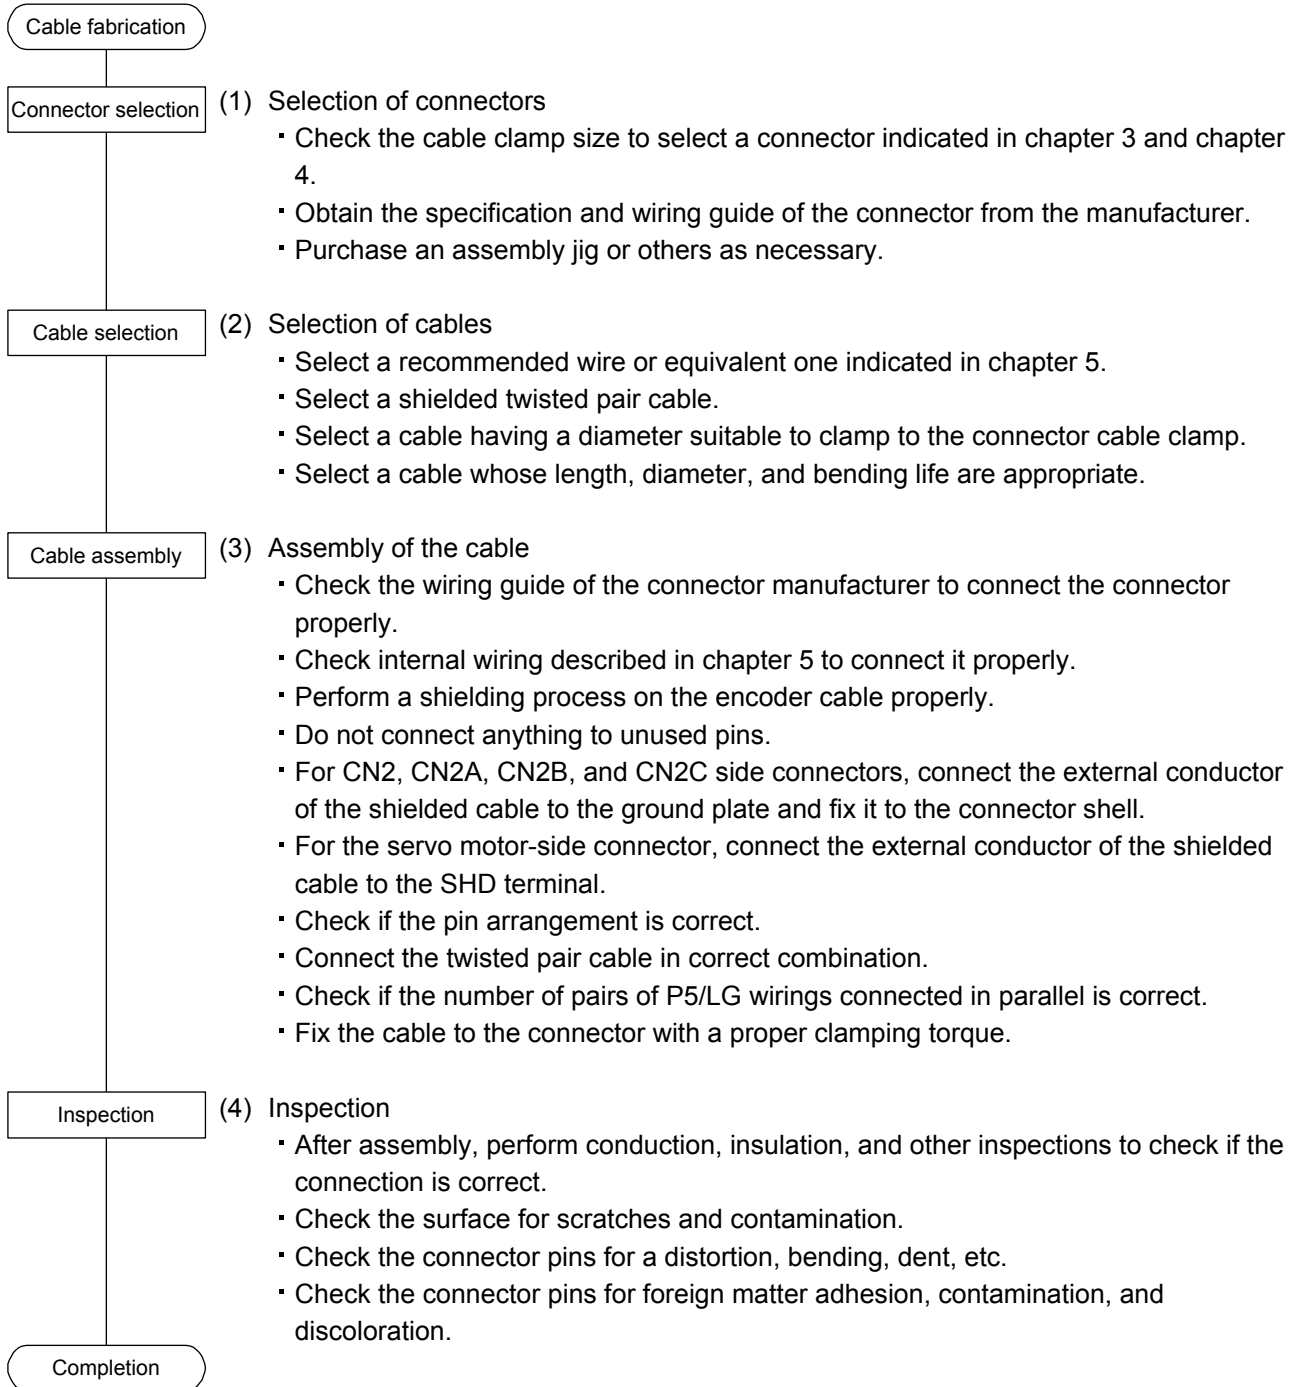 Cable fabrication
Connector selection
(1) Selection of connectors
▪ Check the cable clamp size to select a connector indicated in chapter 3 and chapter
4.
▪ Obtain the specification and wiring guide of the connector from the manufacturer.
▪ Purchase an assembly jig or others as necessary.
Cable selection
(2) Selection of cables
▪ Select a recommended wire or equivalent one indicated in chapter 5.
▪ Select a shielded twisted pair cable.
▪ Select a cable having a diameter suitable to clamp to the connector cable clamp.
▪ Select a cable whose length, diameter, and bending life are appropriate.
Cable assembly
(3) Assembly of the cable
▪ Check the wiring guide of the connector manufacturer to connect the connector
properly.
▪ Check internal wiring described in chapter 5 to connect it properly.
▪ Perform a shielding process on the encoder cable properly.
▪ Do not connect anything to unused pins.
▪ For CN2, CN2A, CN2B, and CN2C side connectors, connect the external conductor
of the shielded cable to the ground plate and fix it to the connector shell.
▪ For the servo motor-side connector, connect the external conductor of the shielded
cable to the SHD terminal.
▪ Check if the pin arrangement is correct.
▪ Connect the twisted pair cable in correct combination.
▪ Check if the number of pairs of P5/LG wirings connected in parallel is correct.
▪ Fix the cable to the connector with a proper clamping torque.
Inspection
(4) Inspection
▪ After assembly, perform conduction, insulation, and other inspections to check if the
connection is correct.
▪ Check the surface for scratches and contamination.
▪ Check the connector pins for a distortion, bending, dent, etc.
▪ Check the connector pins for foreign matter adhesion, contamination, and
discoloration.
Completion